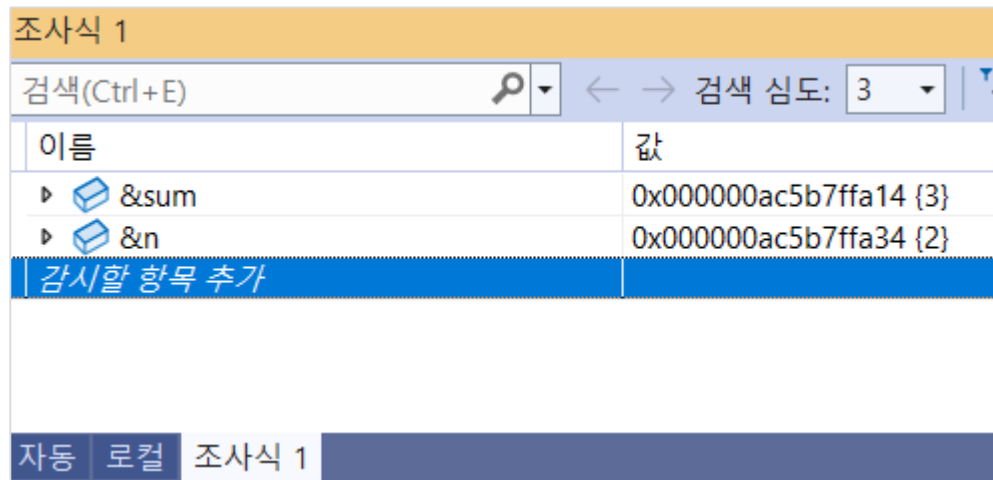 조사식 1
검색(Ctrl+E) 검색 심도: 3
이름 값
&sum 0x000000ac5b7ffa14 {3}
&n 0x000000ac5b7ffa34 {2}
감시할 항목 추가
자동 로컬 조사식 1